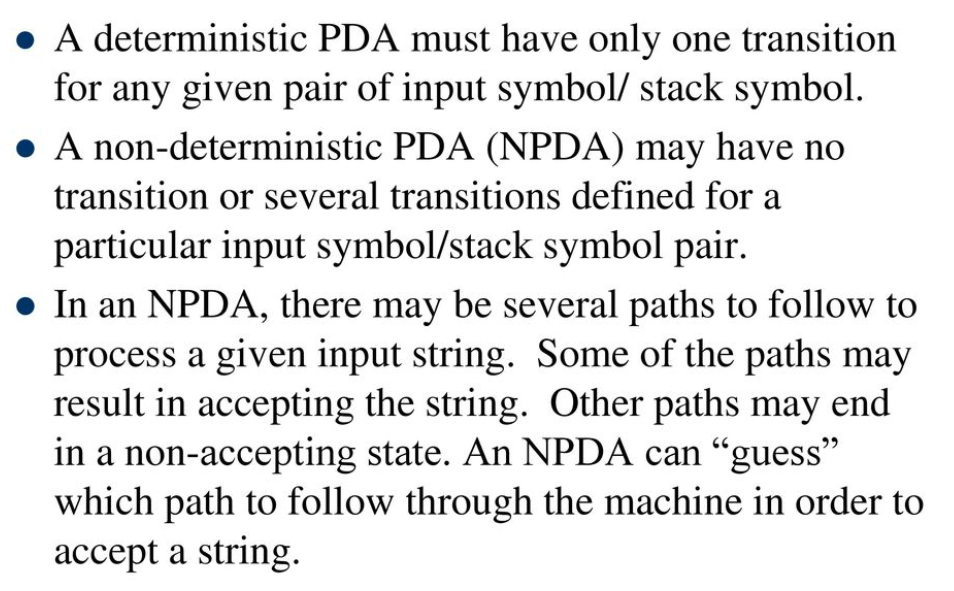 • A deterministic PDA must have only one transition
for any given pair of input symbol/ stack symbol.
• A non-deterministic PDA (NPDA) may have no
transition or several transitions defined for a
particular input symbol/stack symbol pair.
• In an NPDA, there may be several paths to follow to
process a given input string.  Some of the paths may
result in accepting the string.  Other paths may end
in a non-accepting state. An NPDA can “guess”
which path to follow through the machine in order to
accept a string.